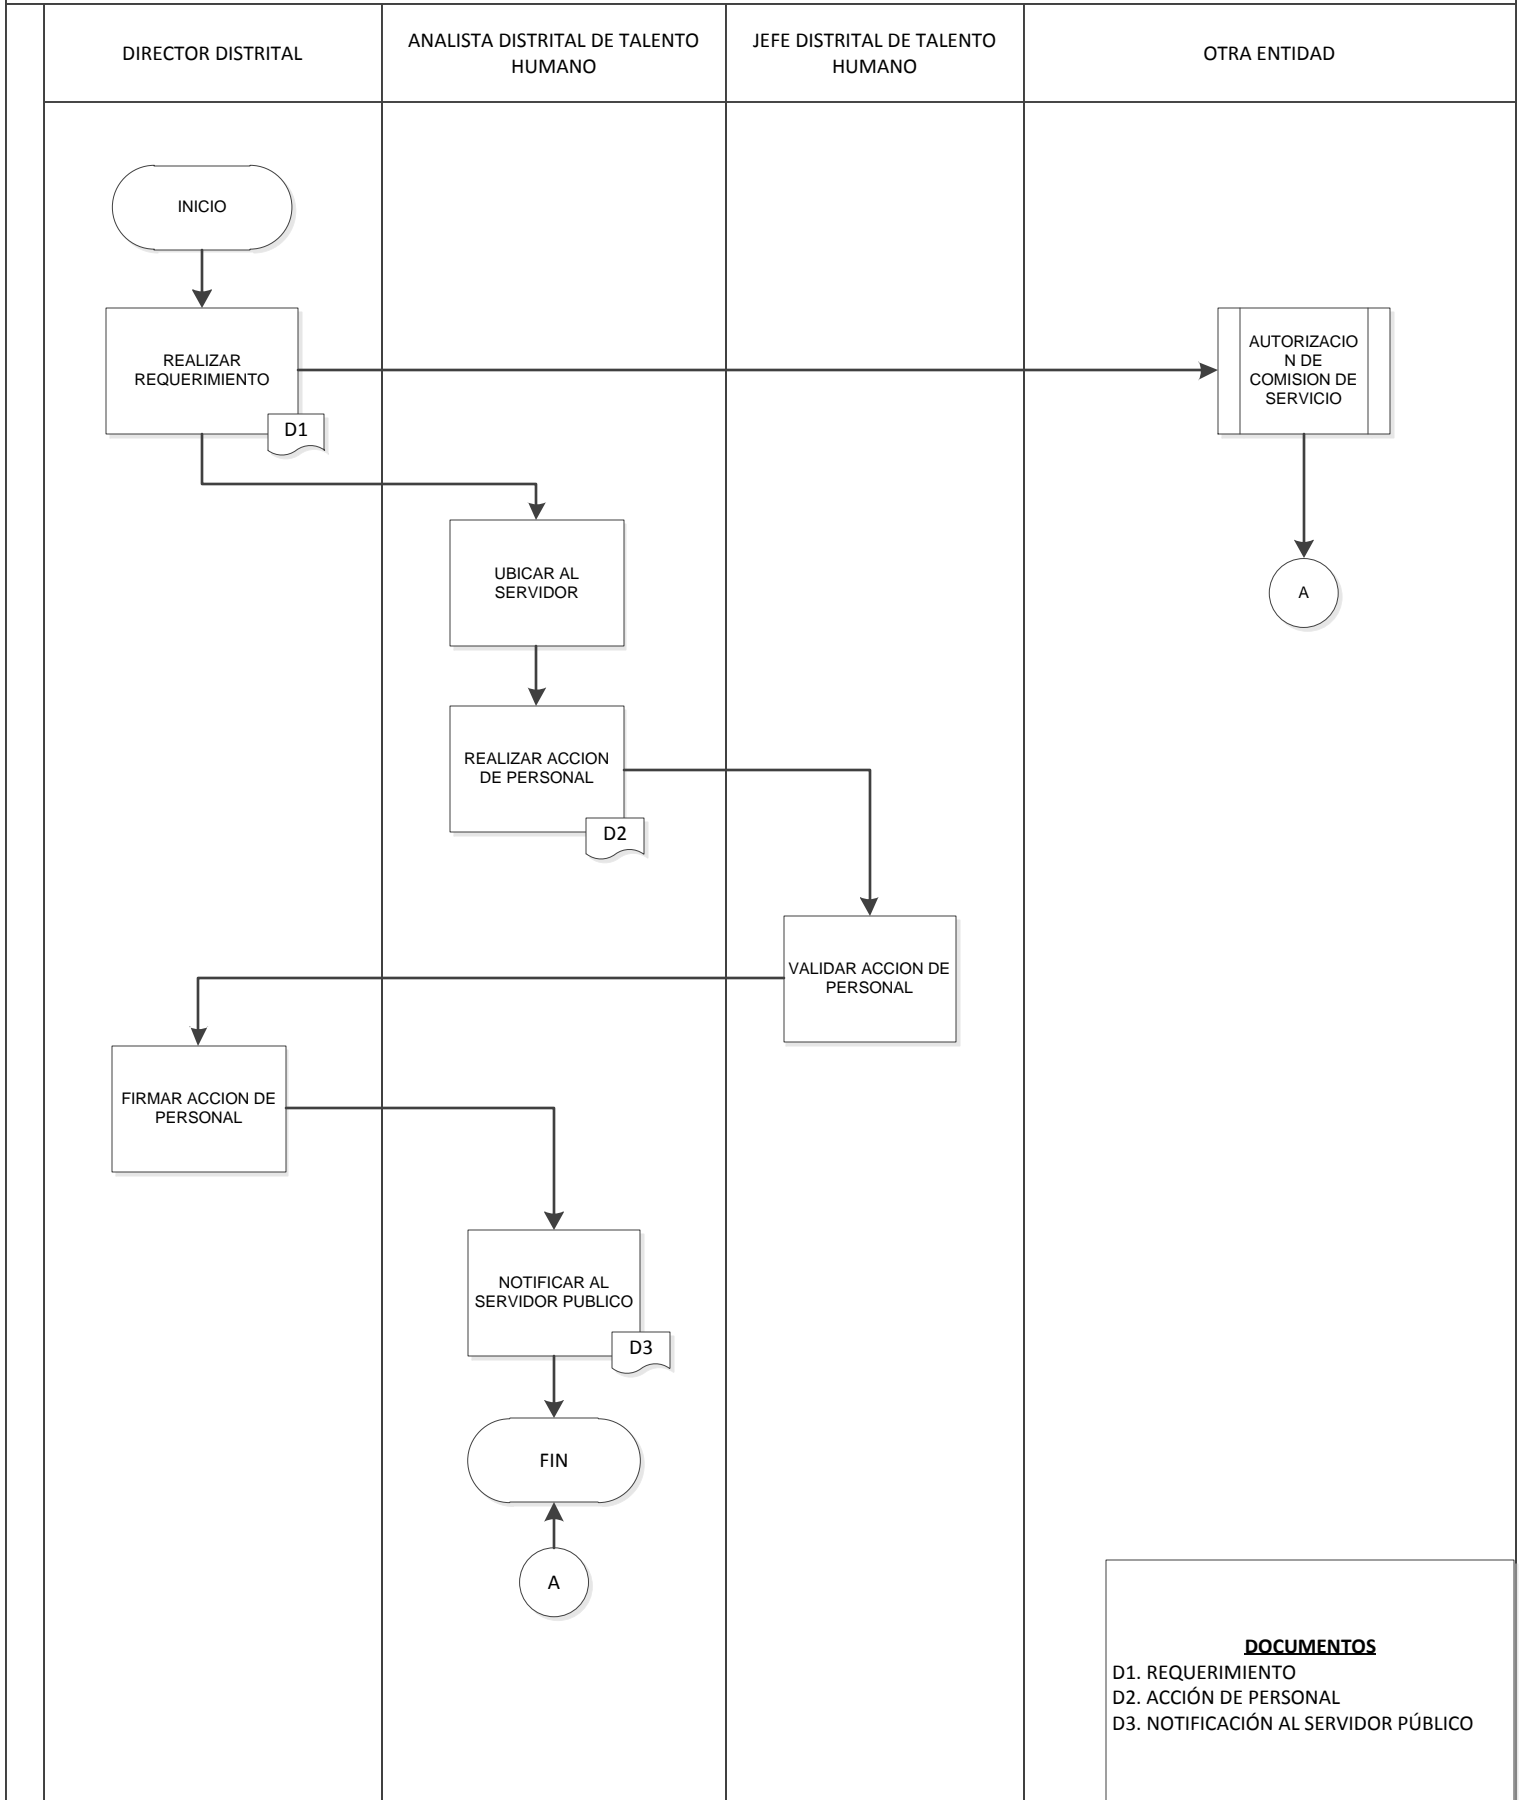 DIRECTOR DISTRITAL
ANALISTA DISTRITAL DE TALENTO
HUMANO
JEFE DISTRITAL DE TALENTO
HUMANO
OTRA ENTIDAD
INICIO
REALIZAR
REQUERIMIENTO
D1
AUTORIZACIO
N DE
COMISION DE
SERVICIO
UBICAR AL
SERVIDOR
A
REALIZAR ACCION
DE PERSONAL
D2
VALIDAR ACCION DE
PERSONAL
FIRMAR ACCION DE
PERSONAL
NOTIFICAR AL
SERVIDOR PUBLICO
D3
FIN
A
DOCUMENTOS
D1. REQUERIMIENTO
D2. ACCIÓN DE PERSONAL
D3. NOTIFICACIÓN AL SERVIDOR PÚBLICO